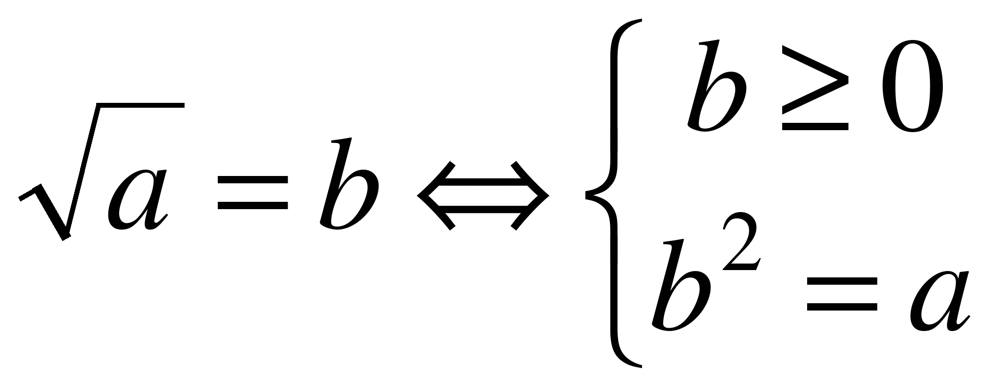 √a = b ⇔ { b ≥ 0
b² = a